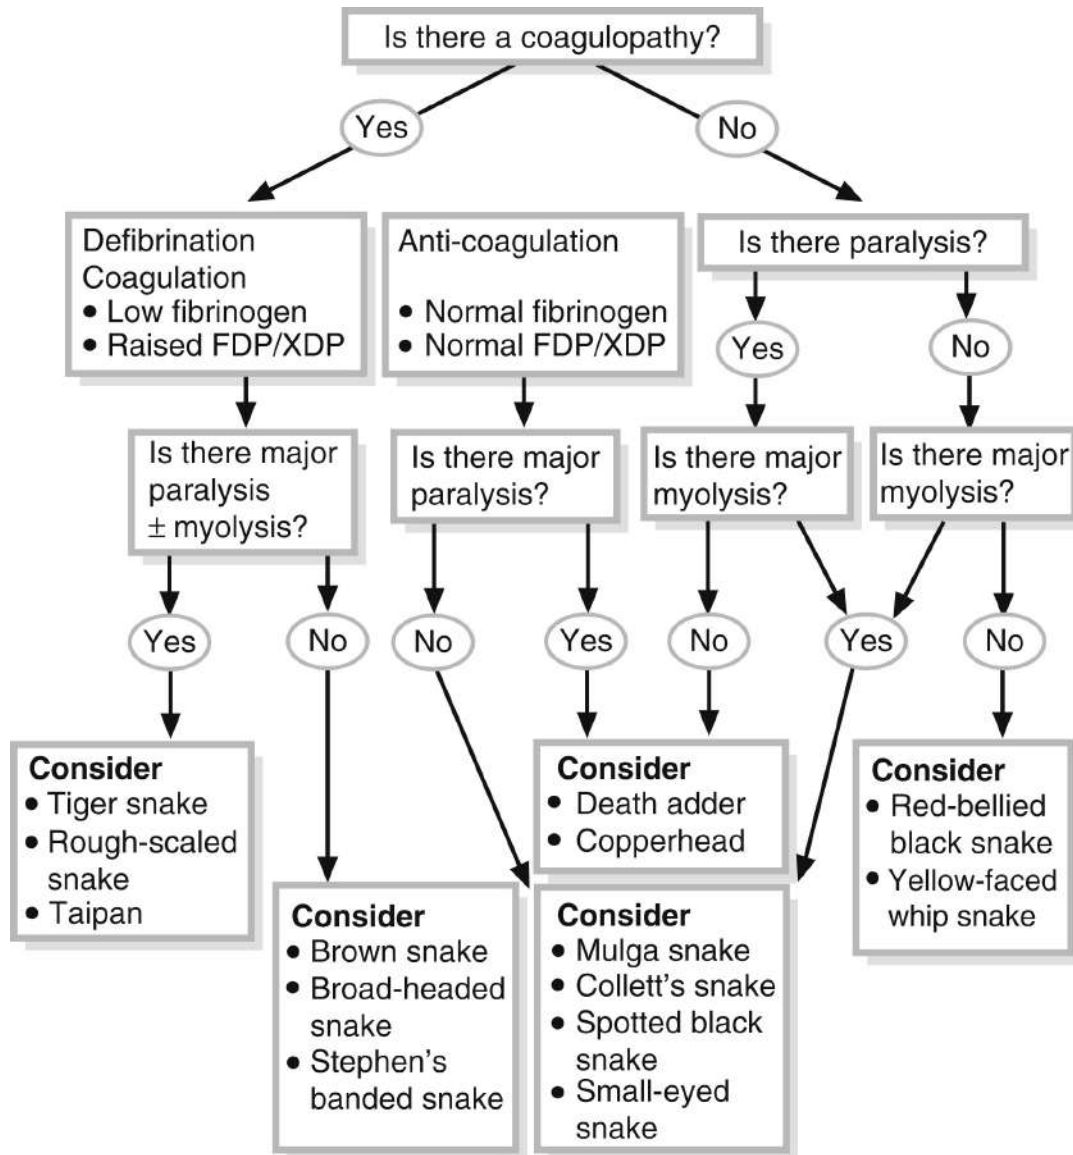 Is there a coagulopathy?
Yes
No
Defibrination
Coagulation
• Low fibrinogen
• Raised FDP/XDP
Anti-coagulation
• Normal fibrinogen
• Normal FDP/XDP
Is there paralysis?
Yes
No
Is there major
paralysis
± myolysis?
Is there major
paralysis?
Is there major
myolysis?
Is there major
myolysis?
Yes
No
No
Yes
No
Yes
No
Consider
• Tiger snake
• Rough-scaled
snake
• Taipan
Consider
• Death adder
• Copperhead
Consider
• Red-bellied
black snake
• Yellow-faced
whip snake
Consider
• Brown snake
• Broad-headed
snake
• Stephen's
banded snake
Consider
• Mulga snake
• Collett's snake
• Spotted black
snake
• Small-eyed
snake